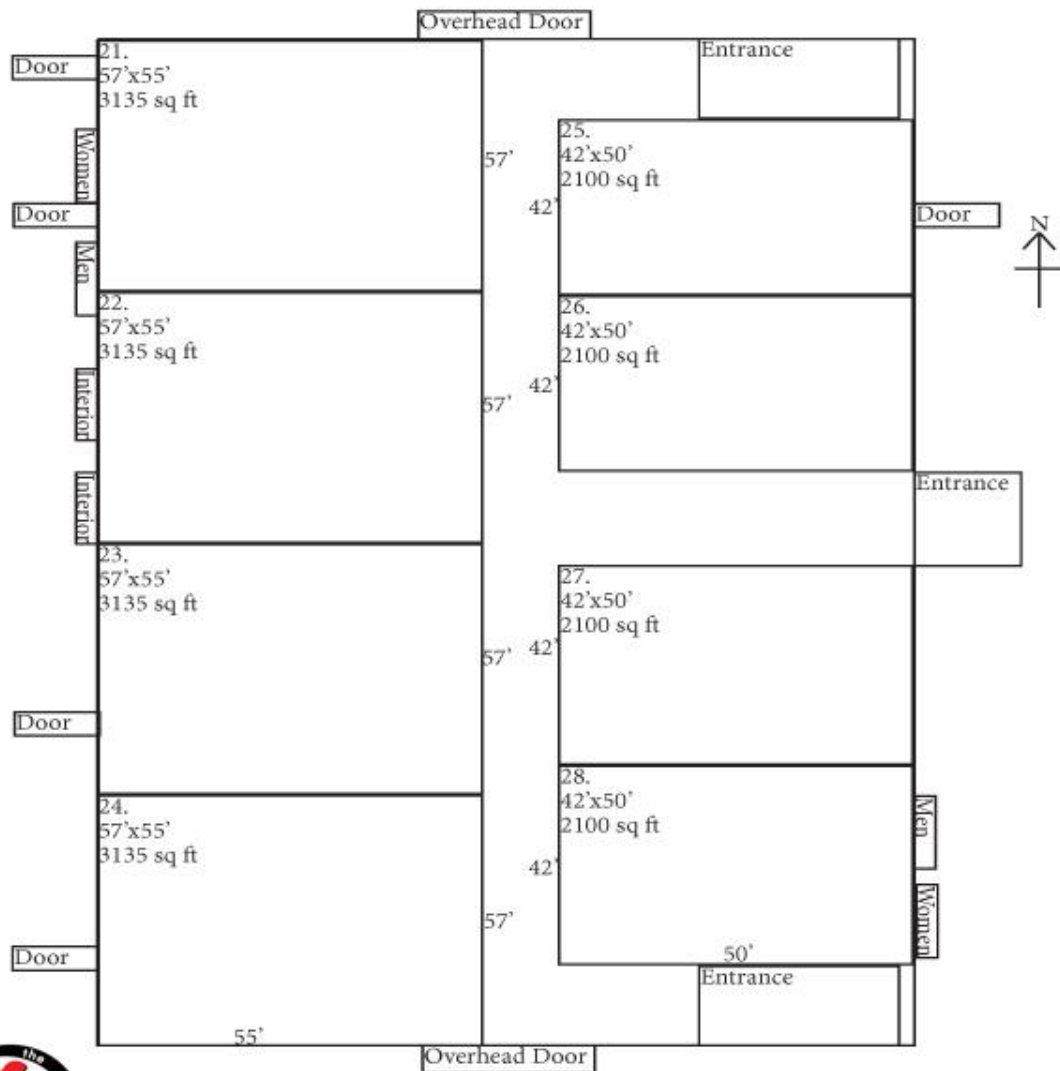 Overhead Door
Entrance
Door
21.
57'x55'
3135 sq ft
Women
57'
25.
42'x50'
2100 sq ft
42'
Door
Door
N
Men
22.
57'x55'
3135 sq ft
26.
42'x50'
2100 sq ft
Interior
57'
42'
Interior
Entrance
23.
57'x55'
3135 sq ft
27.
42'x50'
2100 sq ft
57'
42'
Door
24.
57'x55'
3135 sq ft
28.
42'x50'
2100 sq ft
Men
42'
57'
Women
Door
50'
Entrance
55'
Overhead Door
the